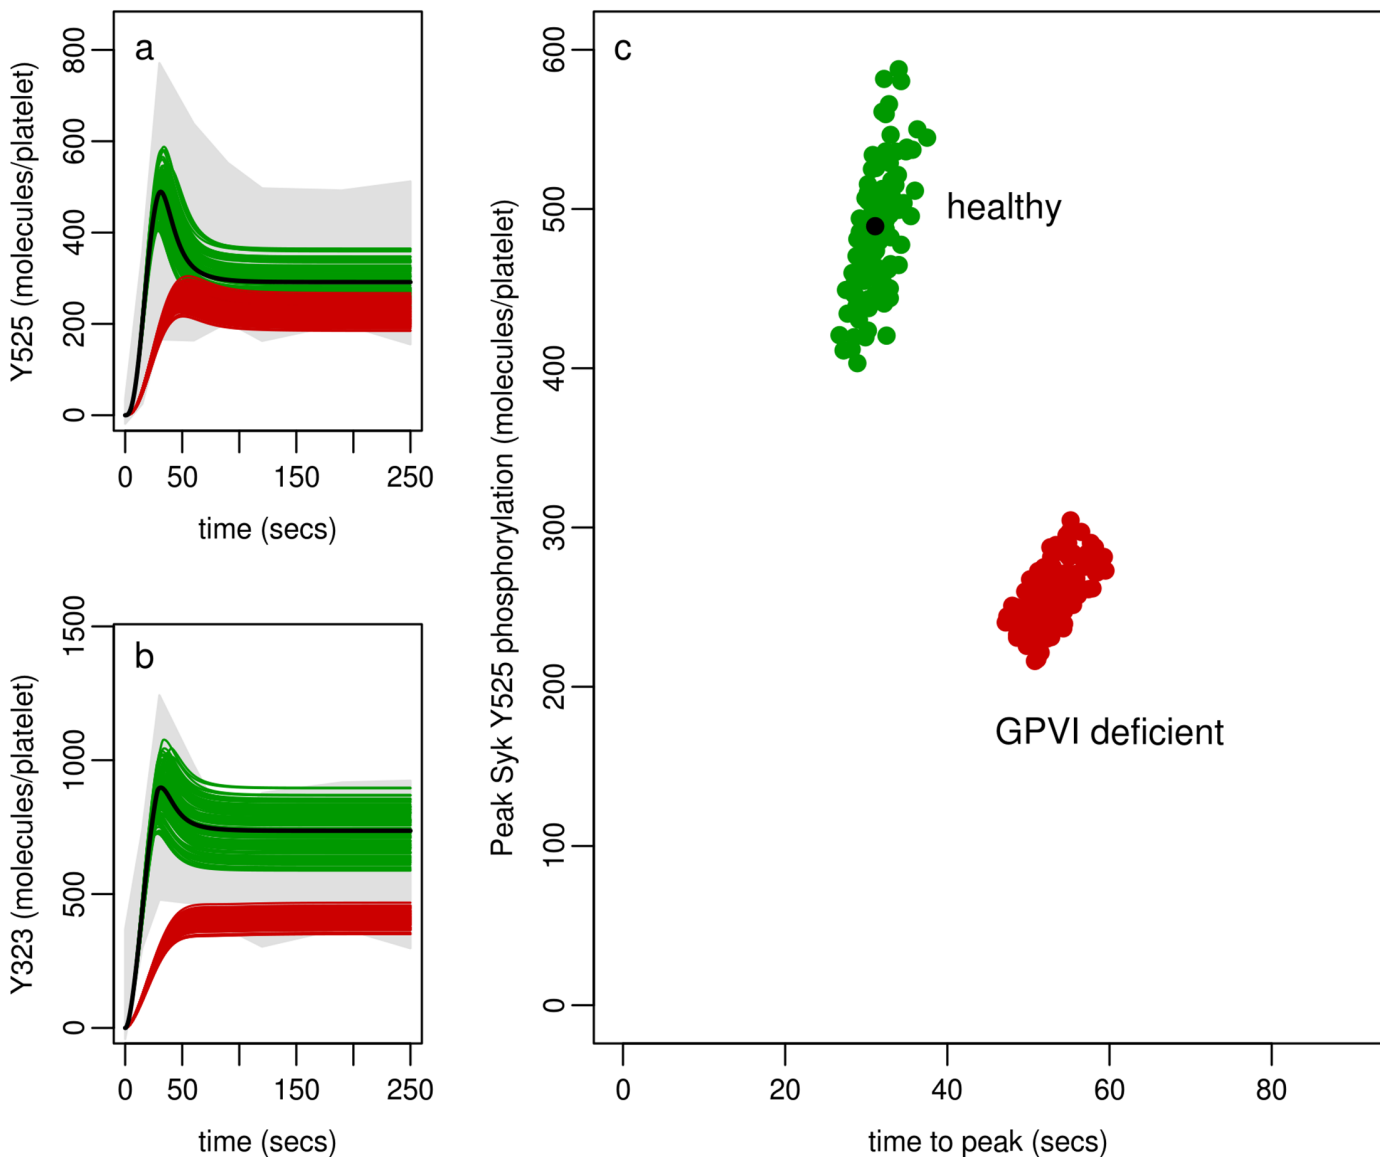 a
Y525 (molecules/platelet)
800
600
400
200
0
0 50 150 250
time (secs)
b
Y323 (molecules/platelet)
1500
1000
500
0
0 50 150 250
time (secs)
c
Peak Syk Y525 phosphorylation (molecules/platelet)
600
500
400
300
200
100
0
healthy
GPVI deficient
0 20 40 60 80
time to peak (secs)